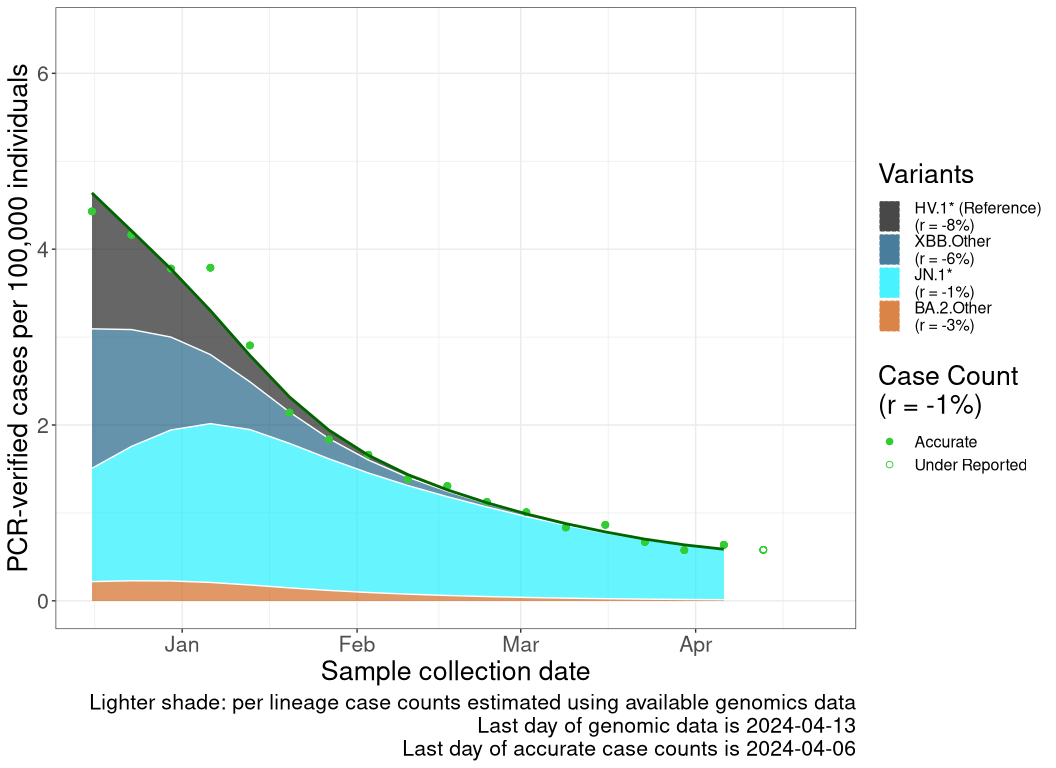 PCR-verified cases per 100,000 individuals
6
4
2
0
Jan
Feb
Mar
Apr
Sample collection date
Lighter shade: per lineage case counts estimated using available genomics data
Last day of genomic data is 2024-04-13
Last day of accurate case counts is 2024-04-06
Variants
HV.1* (Reference)
(r = -8%)
XBB.Other
(r = -6%)
JN.1*
(r = -1%)
BA.2.Other
(r = -3%)
Case Count
(r = -1%)
Accurate
Under Reported